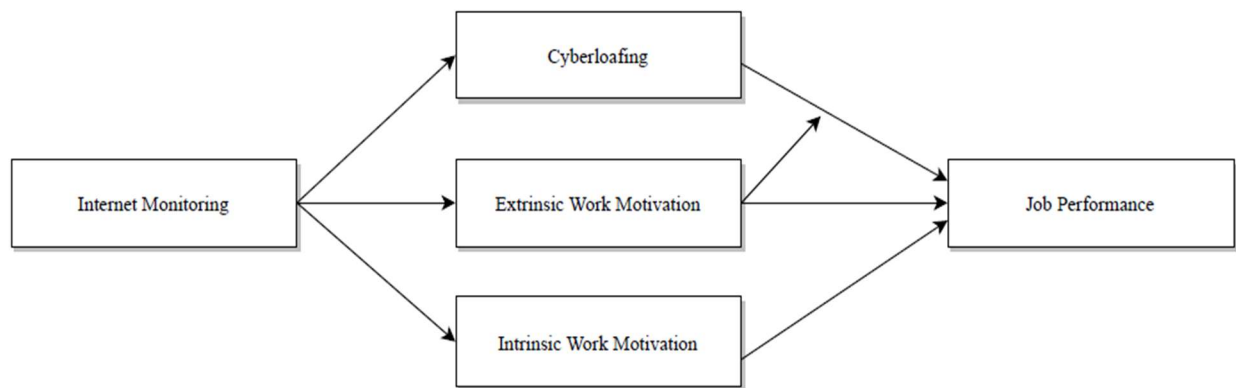 Cyberloafing
Internet Monitoring
Extrinsic Work Motivation
Job Performance
Intrinsic Work Motivation